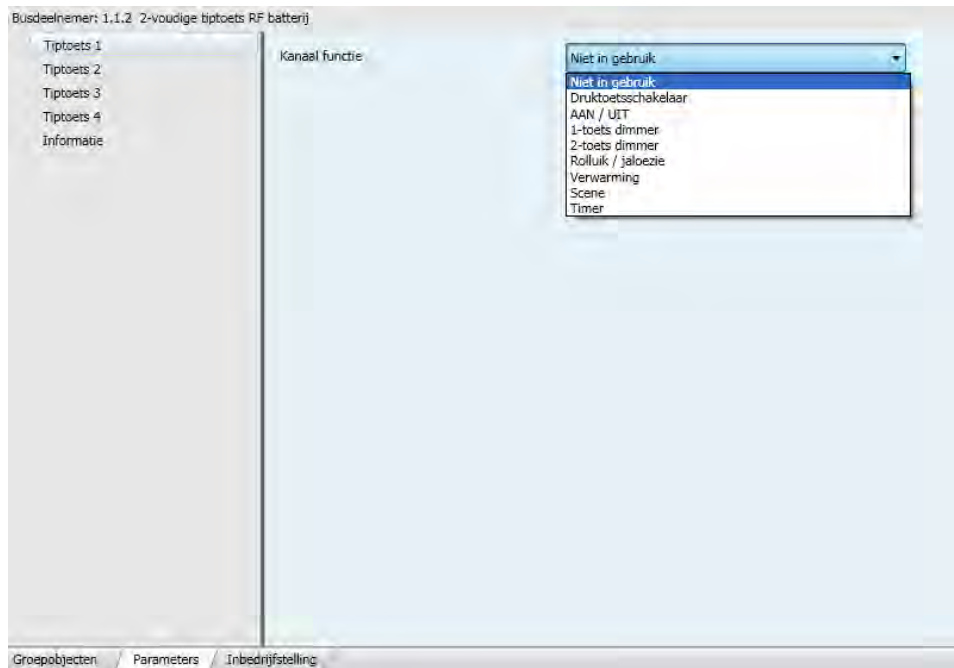 Busdeelnemer: 1.1.2 2-voudige tiptoets RF batterij
Tiptoets 1
Tiptoets 2
Tiptoets 3
Tiptoets 4
Informatie
Kanaal functie
Niet in gebruik
Niet in gebruik
Druktoetsschakelaar
AAN / UIT
1-toets dimmer
2-toets dimmer
Rolluik / jaloezie
Verwarming
Scene
Timer
Groepobjecten / Parameters / Inbedrijfstelling